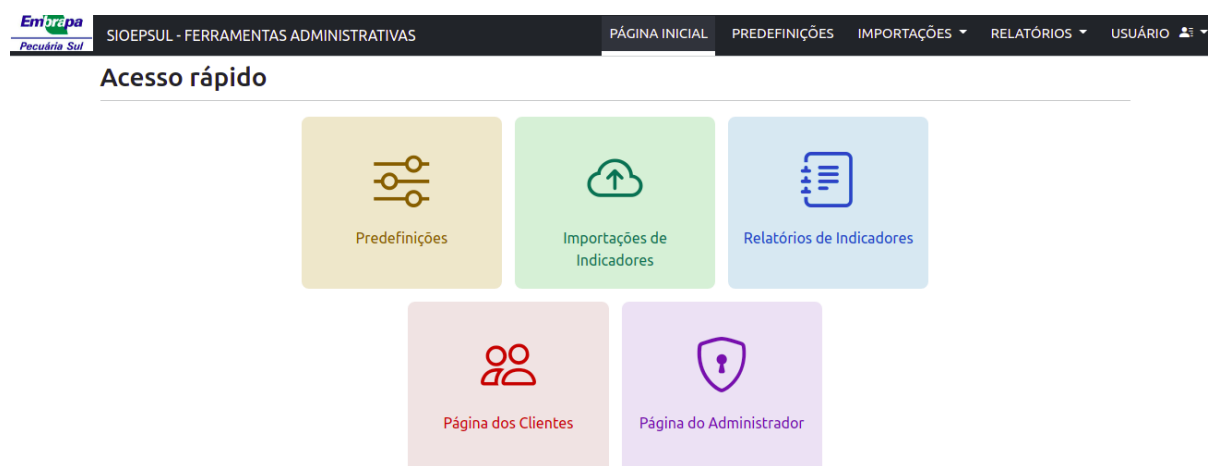 Embrapa
Pecuária Sul
SIOEPSUL - FERRAMENTAS ADMINISTRATIVAS
PÁGINA INICIAL
PREDEFINIÇÕES
IMPORTAÇÕES
RELATÓRIOS
USUÁRIO
Acesso rápido
Predefinições
Importações de
Indicadores
Relatórios de Indicadores
Página dos Clientes
Página do Administrador